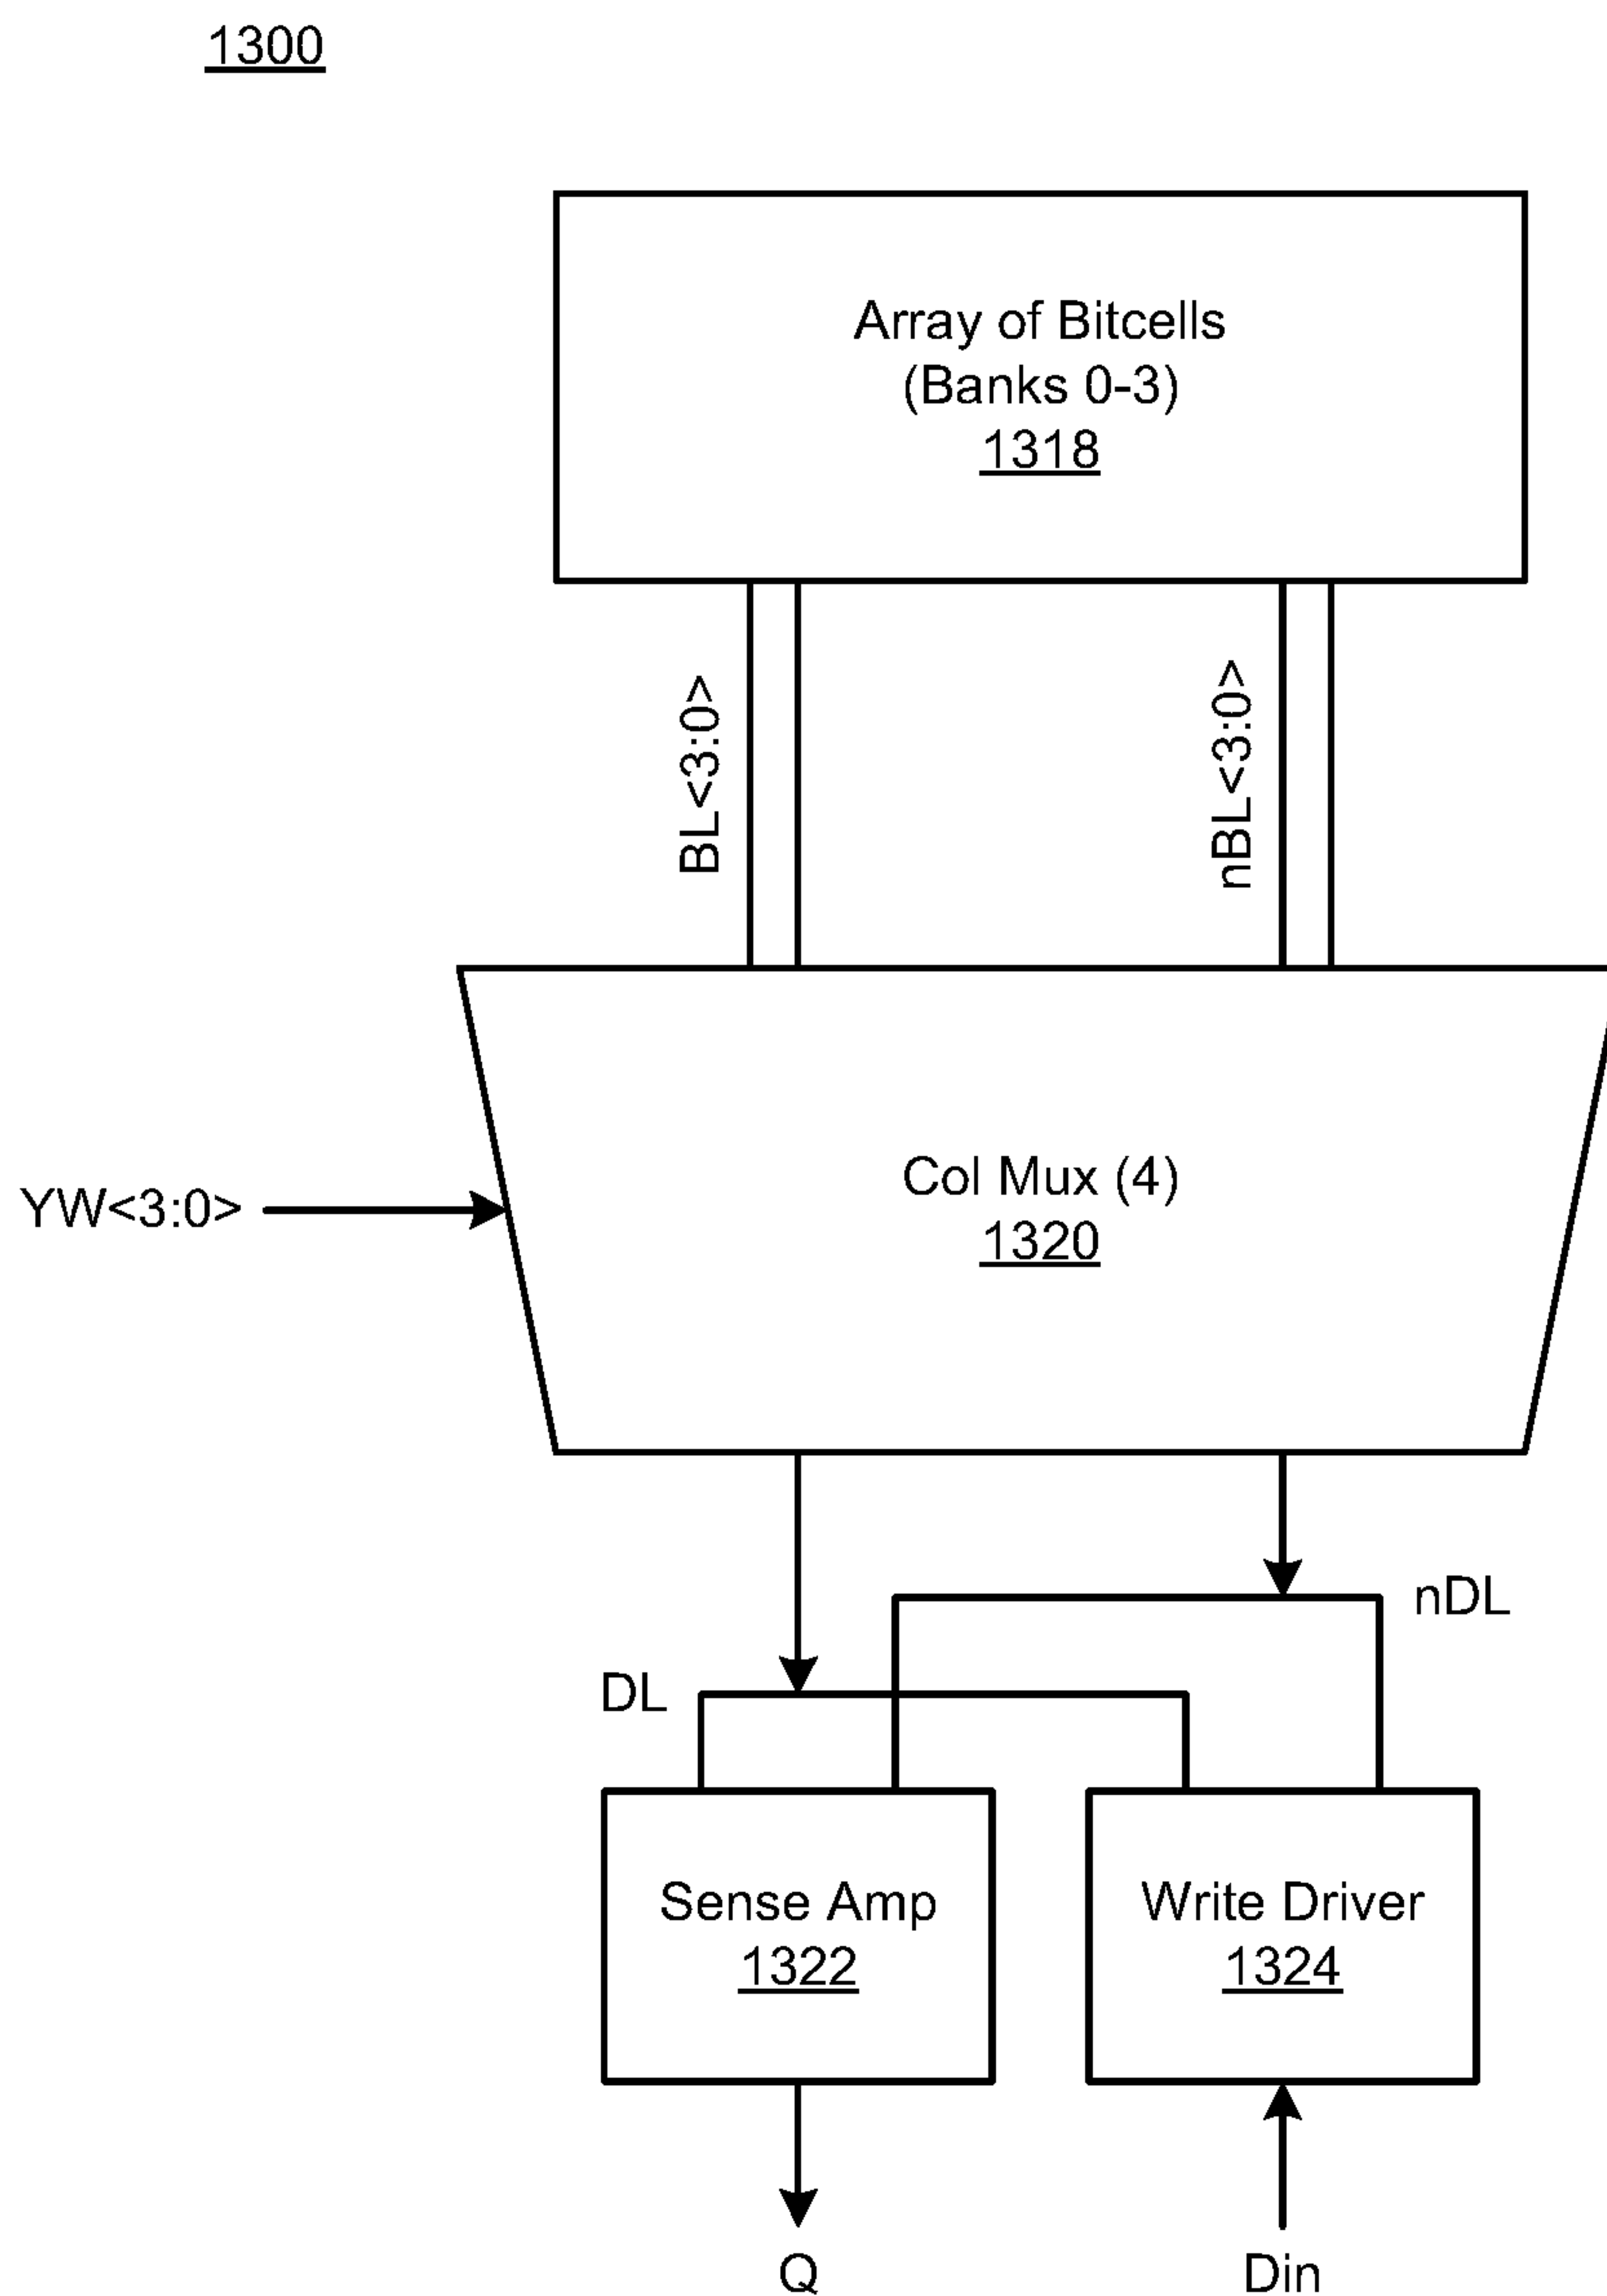 1300
Array of Bitcells
(Banks 0-3)
1318
BL<3:0>
nBL<3:0>
YW<3:0>
Col Mux (4)
1320
nDL
DL
Sense Amp
1322
Write Driver
1324
Q
Din